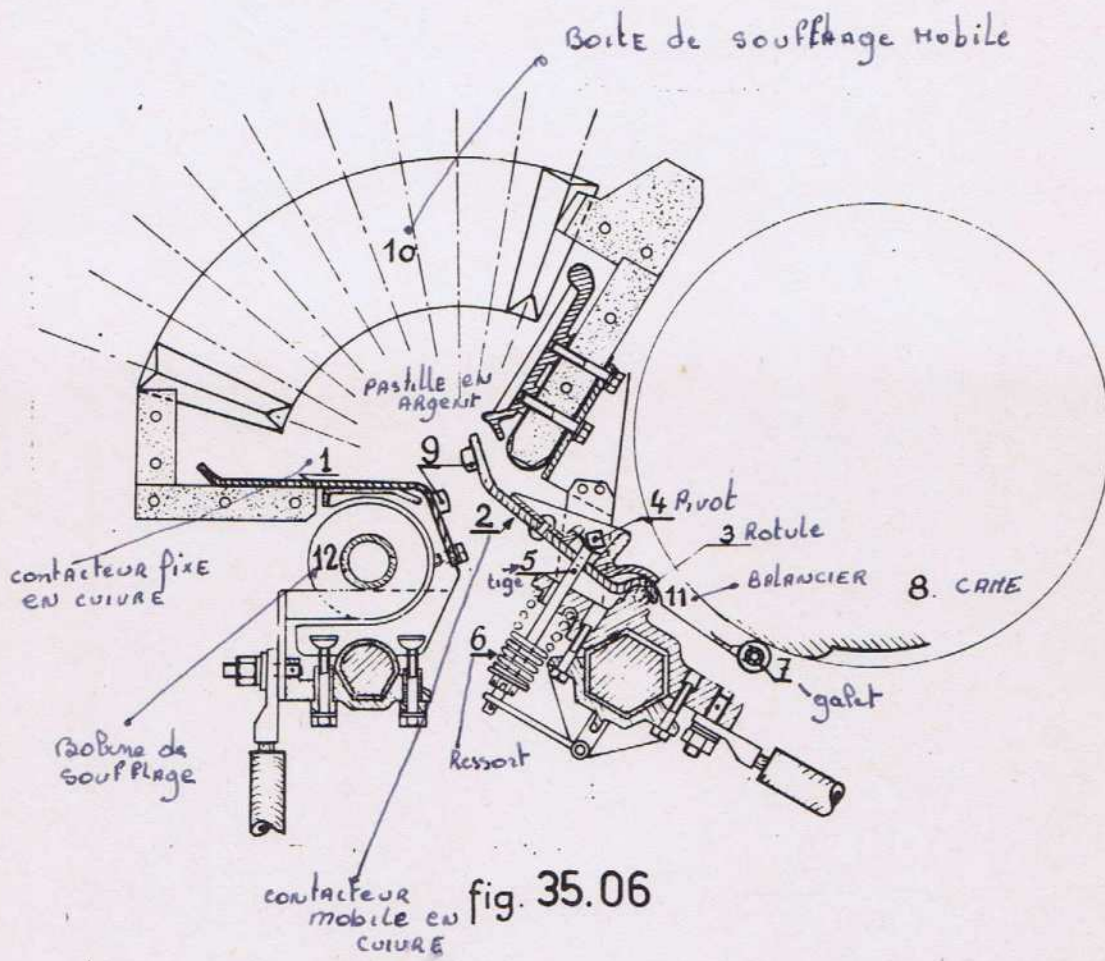 Boite de soufflage Mobile
10
PASTILLE EN
ARGENT
1
9
2
4 Pivot
3 Rotule
5
tige
12
contacteur fixe
EN CUIVRE
11
BALANCIER
8. CAME
6
7
galet
Bobine de
SOUFFLAGE
Ressort
contacteur
mobile en
CUIVRE
fig. 35.06